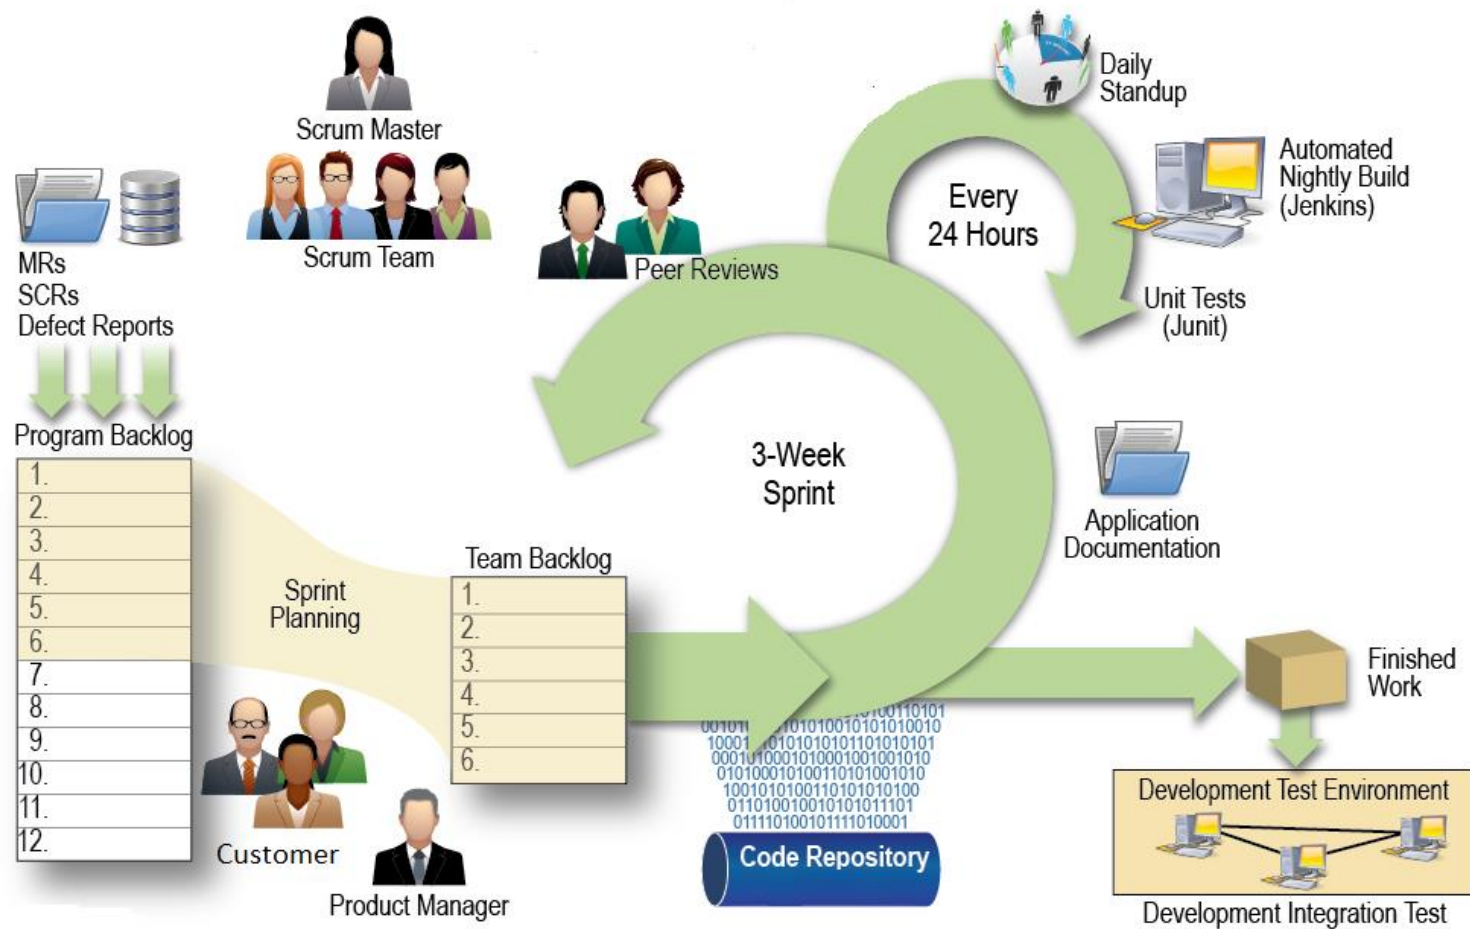 Scrum Master
Scrum Team
MRs
SCRs
Defect Reports
Program Backlog
1.
2.
3.
4.
5.
6.
7.
8.
9.
10.
11.
12.
Sprint
Planning
Customer
Product Manager
Team Backlog
1.
2.
3.
4.
5.
6.
Peer Reviews
3-Week
Sprint
Every
24 Hours
Daily
Standup
Automated
Nightly Build
(Jenkins)
Unit Tests
(Junit)
Application
Documentation
Finished
Work
Code Repository
Development Test Environment
Development Integration Test